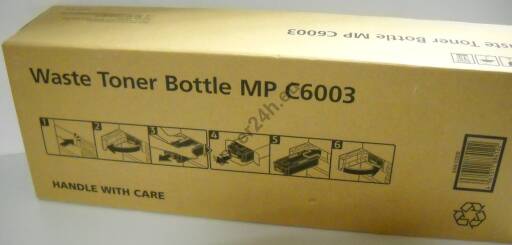 Waste Toner Bottle MP C6003
Waste Toner Bottle MP C6003
1 2 3 4 5 6
HANDLE WITH CARE